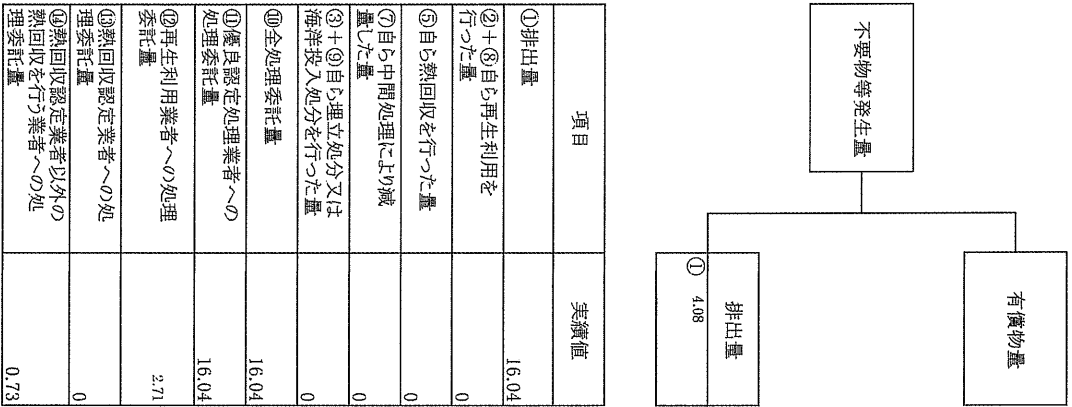 不要物等発生量
有償物量
排出量
① 4.08
項目 実績値
①排出量 16.04
②+⑧自ら再生利用を
行った量 0
⑤自ら熱回収を行った量 0
⑦自ら中間処理により減
量した量 0
③+⑨自ら埋立処分又は
海洋投入処分を行った量 0
⑩全処理委託量 16.04
⑪優良認定処理業者への
処理委託量 16.04
⑫再生利用業者への処理
委託量 2.71
⑬熱回収認定業者への処
理委託量 0
⑭熱回収認定業者以外の
熱回収を行う業者への処
理委託量 0.73